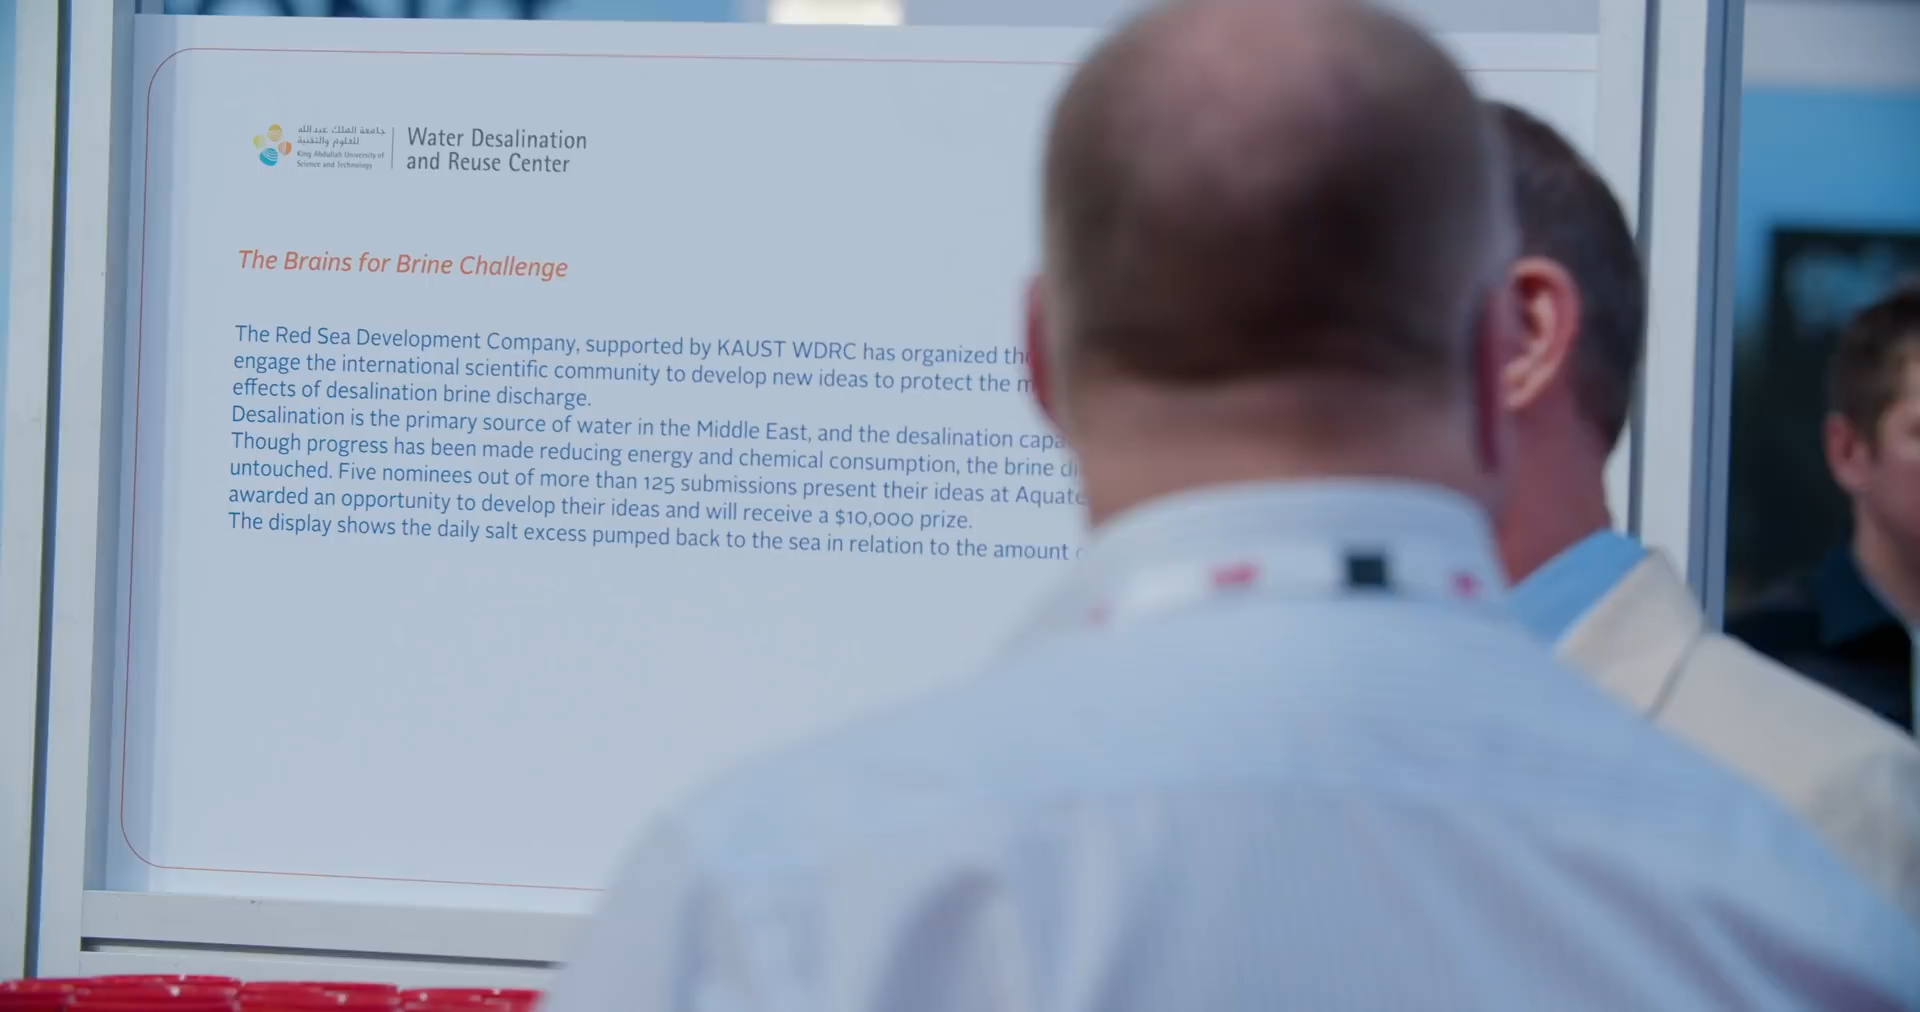 جامعة الملك عبدالله
للعلوم والتقنية
King Abdullah University of
Science and Technology
Water Desalination
and Reuse Center
The Brains for Brine Challenge
The Red Sea Development Company, supported by KAUST WDRC has organized
engage the international scientific community to develop new ideas to protect the
effects of desalination brine discharge.
Desalination is the primary source of water in the Middle East, and the desalination
Though progress has been made reducing energy and chemical consumption, the brine
untouched. Five nominees out of more than 125 submissions present their ideas at
awarded an opportunity to develop their ideas and will receive a $10,000 prize.
The display shows the daily salt excess pumped back to the sea in relation to the amount